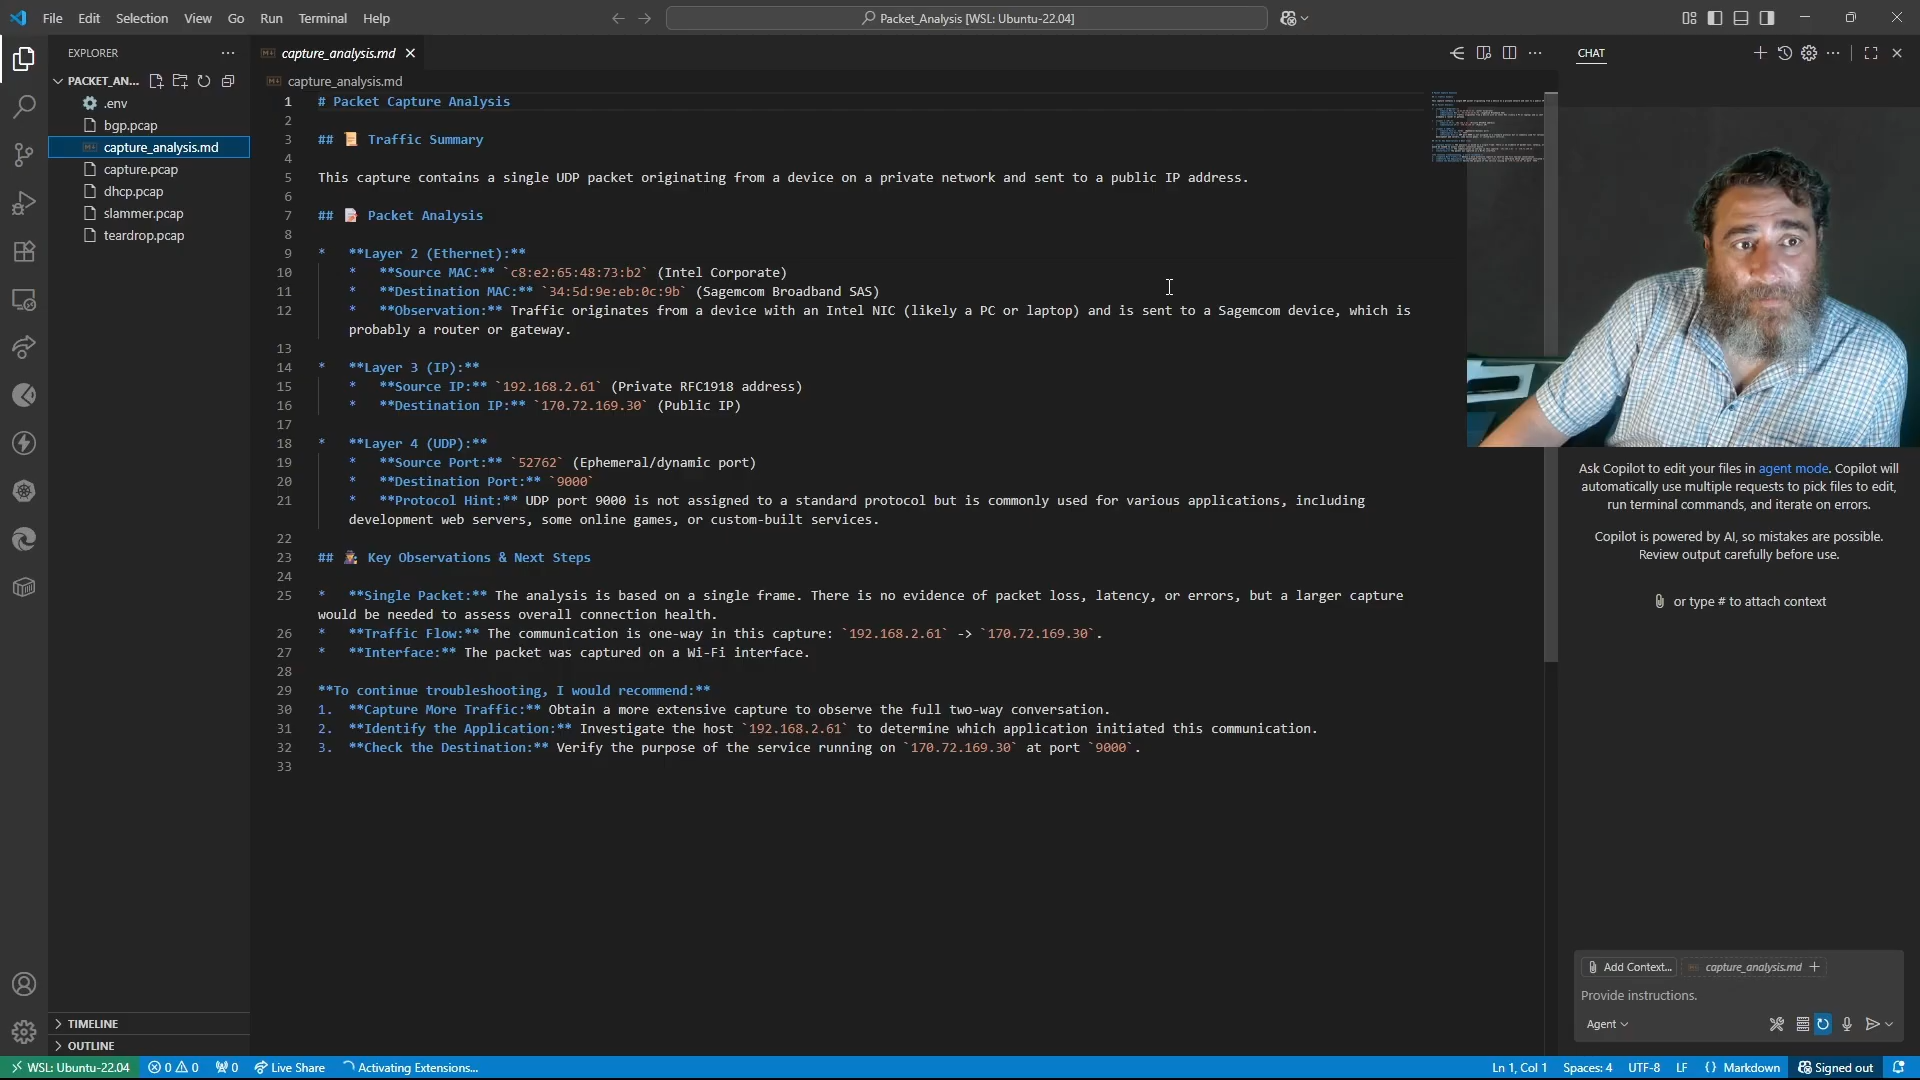 File Edit Selection View Go Run Terminal Help
Packet_Analysis [WSL: Ubuntu-22.04]
EXPLORER
PACKET_AN...
.env
bgp.pcap
capture_analysis.md
capture.pcap
dhcp.pcap
slammer.pcap
teardrop.pcap
TIMELINE
OUTLINE
capture_analysis.md
capture_analysis.md
1 # Packet Capture Analysis
2
3 ## 📜 Traffic Summary
4
5 This capture contains a single UDP packet originating from a device on a private network and sent to a public IP address.
6
7 ## 📝 Packet Analysis
8
9 * **Layer 2 (Ethernet):**
10 * **Source MAC:** `c8:e2:65:48:73:b2` (Intel Corporate)
11 * **Destination MAC:** `34:5d:9e:eb:0c:9b` (Sagemcom Broadband SAS)
12 * **Observation:** Traffic originates from a device with an Intel NIC (likely a PC or laptop) and is sent to a Sagemcom device, which is
probably a router or gateway.
13
14 * **Layer 3 (IP):**
15 * **Source IP:** `192.168.2.61` (Private RFC1918 address)
16 * **Destination IP:** `170.72.169.30` (Public IP)
17
18 * **Layer 4 (UDP):**
19 * **Source Port:** `52762` (Ephemeral/dynamic port)
20 * **Destination Port:** `9000`
21 * **Protocol Hint:** UDP port 9000 is not assigned to a standard protocol but is commonly used for various applications, including
development web servers, some online games, or custom-built services.
22
23 ## 🕵️ Key Observations & Next Steps
24
25 * **Single Packet:** The analysis is based on a single frame. There is no evidence of packet loss, latency, or errors, but a larger capture
would be needed to assess overall connection health.
26 * **Traffic Flow:** The communication is one-way in this capture: `192.168.2.61` -> `170.72.169.30`.
27 * **Interface:** The packet was captured on a Wi-Fi interface.
28
29 **To continue troubleshooting, I would recommend:**
30 1. **Capture More Traffic:** Obtain a more extensive capture to observe the full two-way conversation.
31 2. **Identify the Application:** Investigate the host `192.168.2.61` to determine which application initiated this communication.
32 3. **Check the Destination:** Verify the purpose of the service running on `170.72.169.30` at port `9000`.
33
CHAT
Ask Copilot to edit your files in agent mode. Copilot will
automatically use multiple requests to pick files to edit,
run terminal commands, and iterate on errors.
Copilot is powered by AI, so mistakes are possible.
Review output carefully before use.
or type # to attach context
Add Context... capture_analysis.md +
Provide instructions.
Agent
WSL: Ubuntu-22.04 0 0 0 Live Share Activating Extensions... Ln 1, Col 1 Spaces: 4 UTF-8 LF {} Markdown Signed out